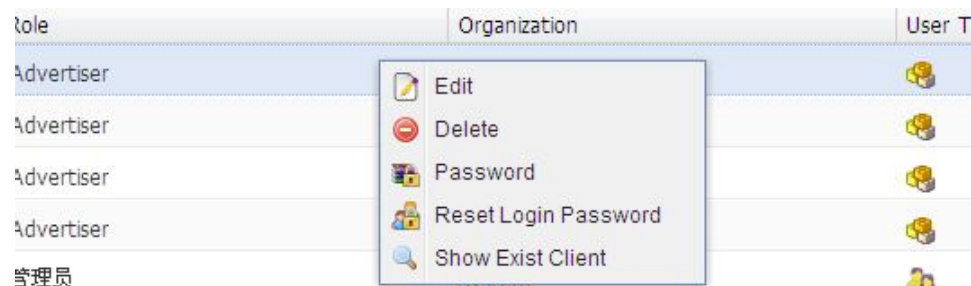 Role Organization User T
Advertiser
Edit
Advertiser
Delete
Advertiser
Password
Advertiser
Reset Login Password
管理员
Show Exist Client